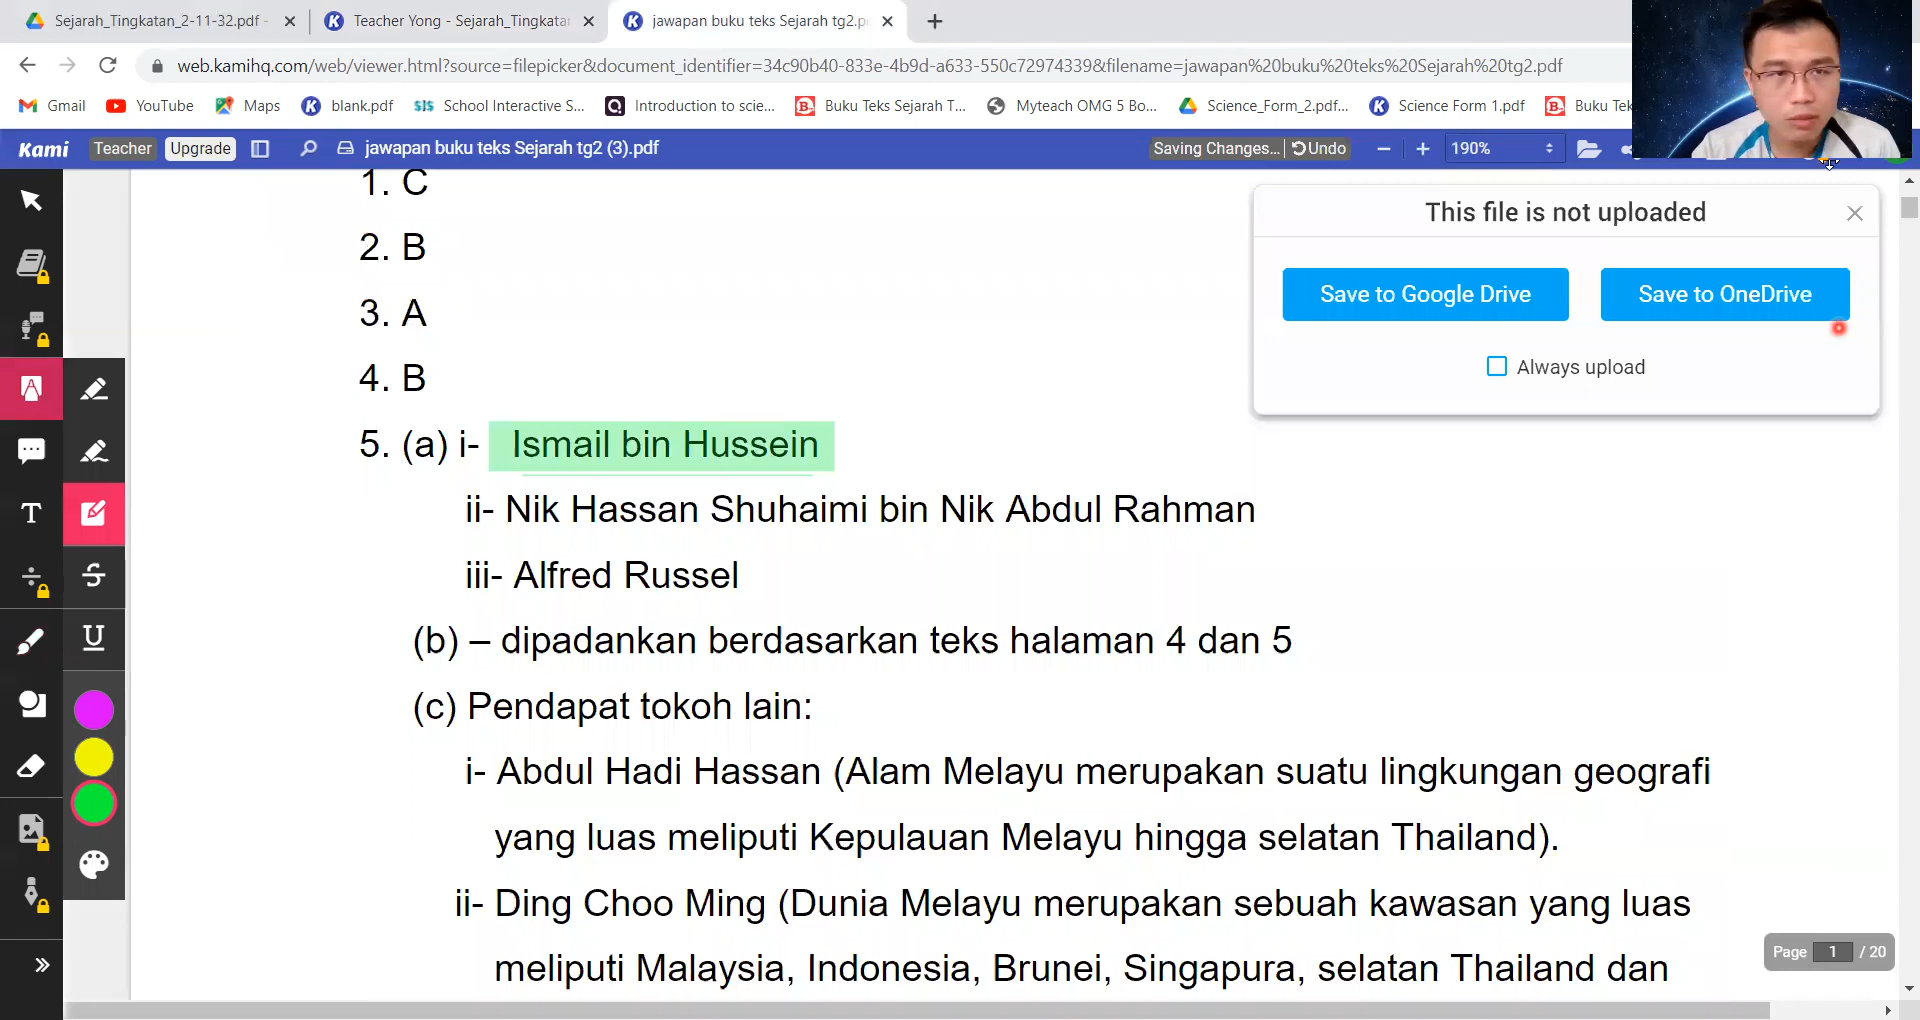 Sejarah_Tingkatan_2-11-32.pdf -
Teacher Yong - Sejarah_Tingkata
jawapan buku teks Sejarah tg2.p
web.kamihq.com/web/viewer.html?source=filepicker&document_identifier=34c90b40-833e-4b9d-a633-550c72974339&filename=jawapan%20buku%20teks%20Sejarah%20tg2.pdf
Gmail
YouTube
Maps
blank.pdf
School Interactive S...
Introduction to scie...
Buku Teks Sejarah T...
Myteach OMG 5 Bo...
Science_Form_2.pdf...
Science Form 1.pdf
Buku Te
Kami
Teacher
Upgrade
jawapan buku teks Sejarah tg2 (3).pdf
Saving Changes...
Undo
190%
This file is not uploaded
Save to Google Drive
Save to OneDrive
Always upload
1. C
2. B
3. A
4. B
5. (a) i- Ismail bin Hussein
ii- Nik Hassan Shuhaimi bin Nik Abdul Rahman
iii- Alfred Russel
(b) – dipadankan berdasarkan teks halaman 4 dan 5
(c) Pendapat tokoh lain:
i- Abdul Hadi Hassan (Alam Melayu merupakan suatu lingkungan geografi
yang luas meliputi Kepulauan Melayu hingga selatan Thailand).
ii- Ding Choo Ming (Dunia Melayu merupakan sebuah kawasan yang luas
meliputi Malaysia, Indonesia, Brunei, Singapura, selatan Thailand dan
Page 1 / 20